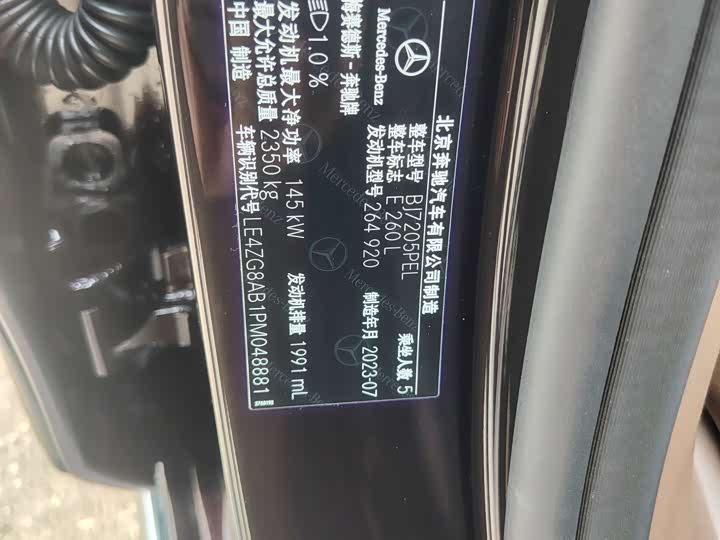 北京奔驰汽车有限公司制造
Mercedes-Benz
梅赛德斯-奔驰牌
整车型号 BJ7205PEL 乘坐人数 5
整车标志 E 260 L
发动机型号 264 920 制造年月 2023-07
1.0 %
发动机最大净功率 145 kW 发动机排量 1991 mL
最大允许总质量 2350 kg
中国 制造 车辆识别代号 LE4ZG8AB1PM048881
Mercedes-Benz
Mercedes-Benz